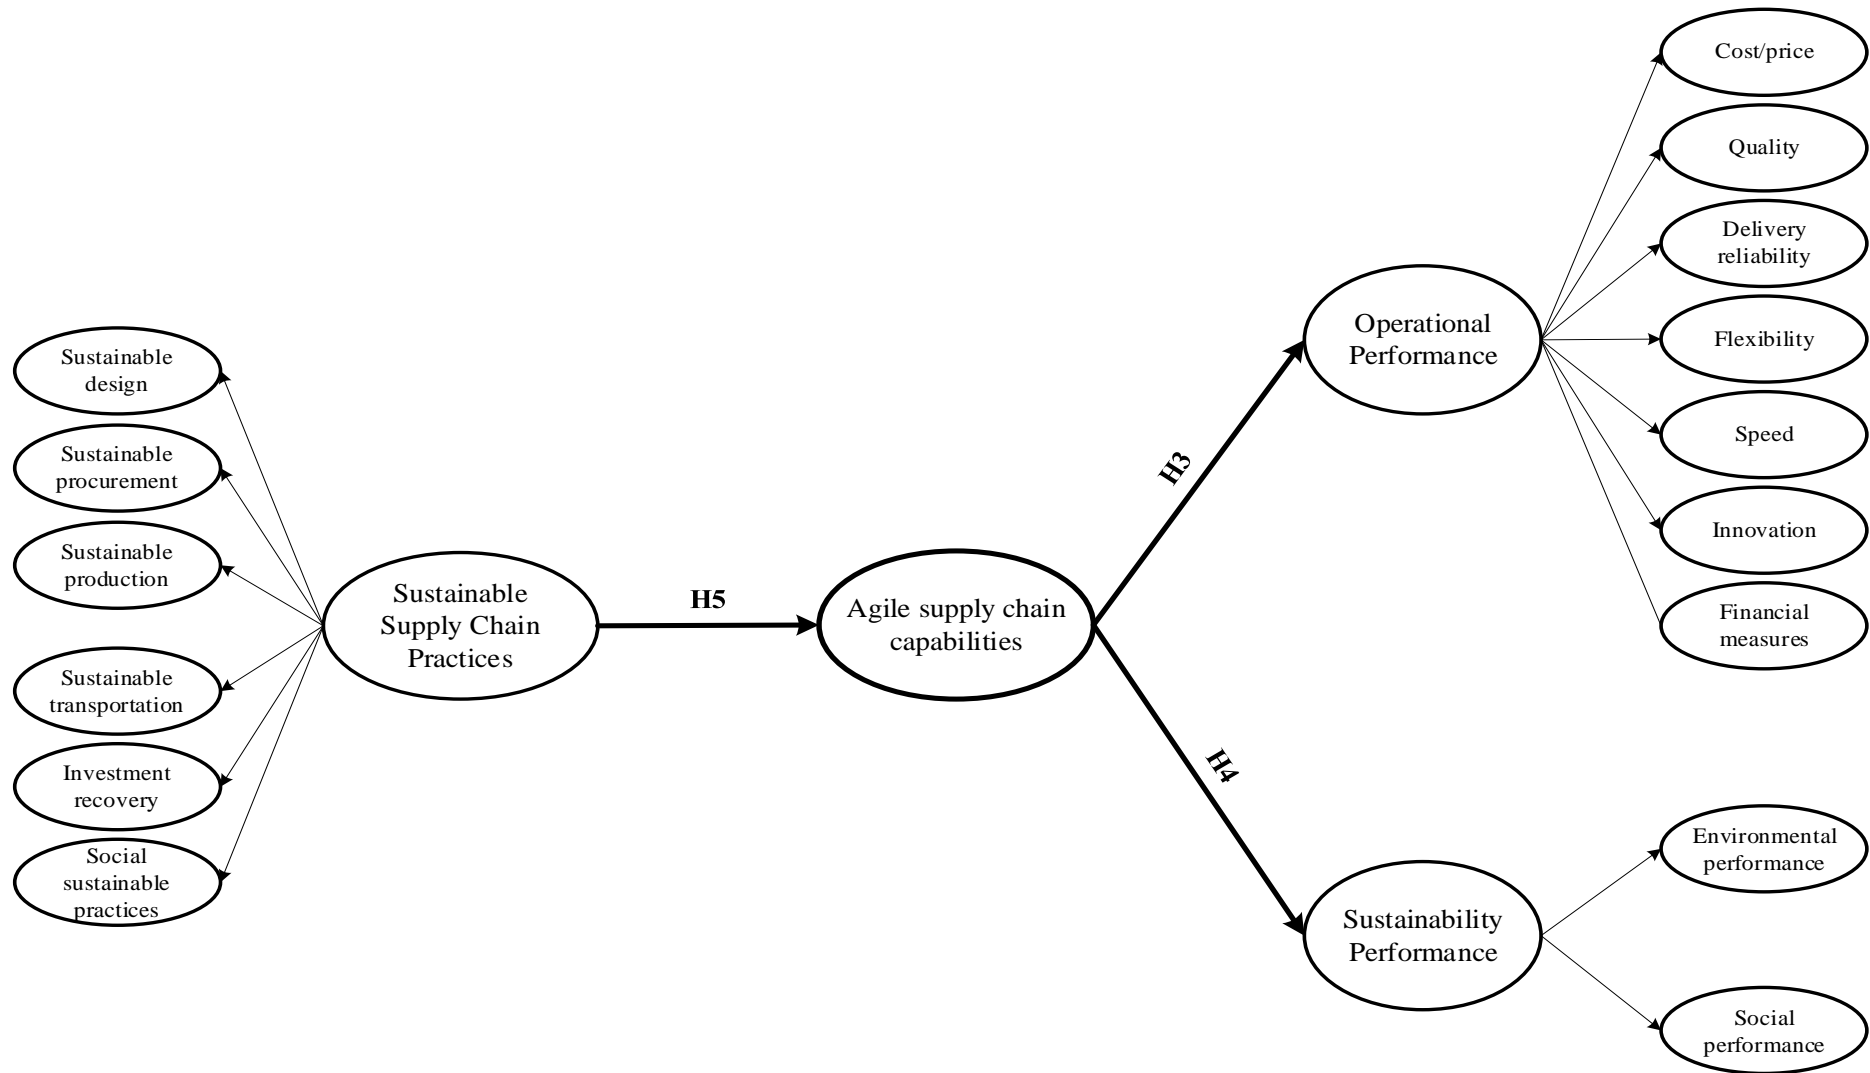 Sustainable
design
Sustainable
procurement
Sustainable
production
Sustainable
transportation
Investment
recovery
Social
sustainable
practices
Sustainable
Supply Chain
Practices
H5
Agile supply chain
capabilities
H3
H4
Operational
Performance
Sustainability
Performance
Cost/price
Quality
Delivery
reliability
Flexibility
Speed
Innovation
Financial
measures
Environmental
performance
Social
performance